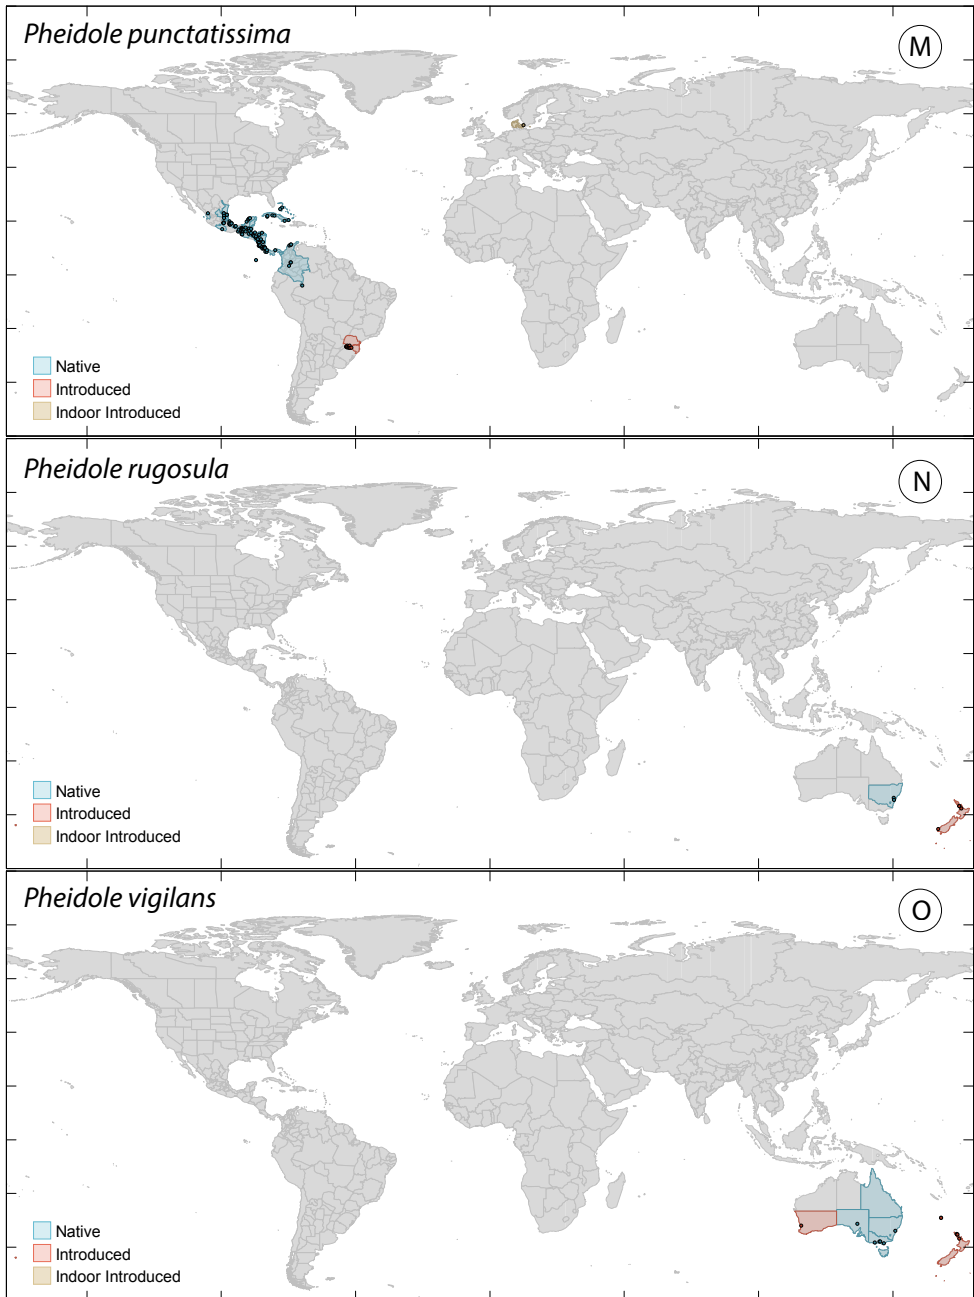 Pheidole punctatissima
M
Native
Introduced
Indoor Introduced
Pheidole rugosula
N
Native
Introduced
Indoor Introduced
Pheidole vigilans
O
Native
Introduced
Indoor Introduced